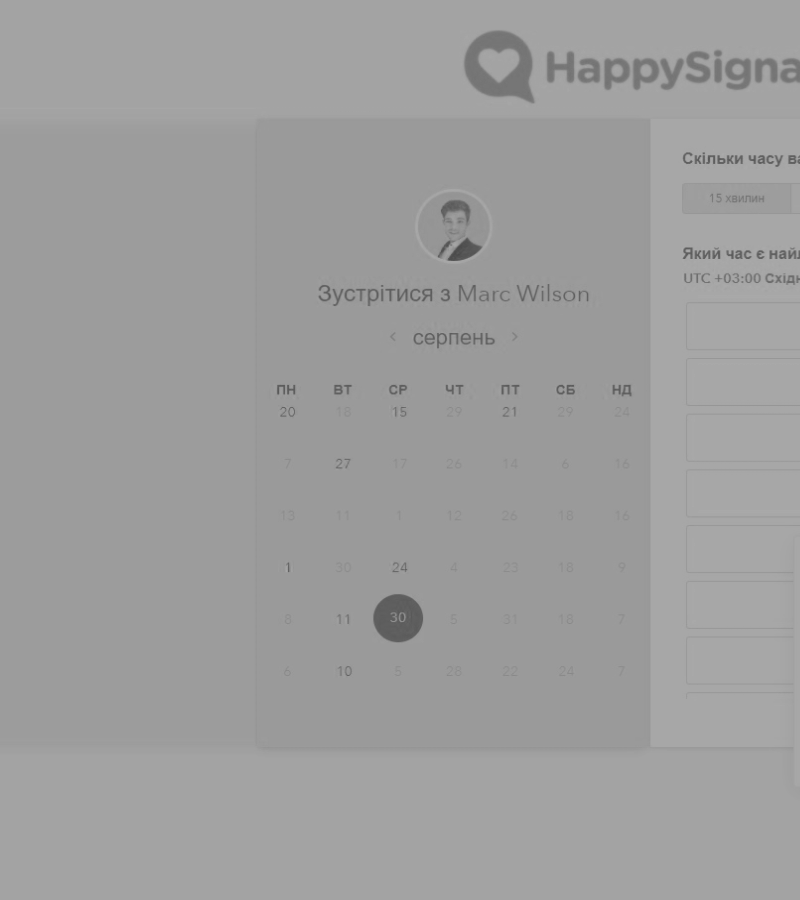 HappySigna
Скільки часу ва
15 хвилин
Який час є найл
UTC +03:00 Східн
Зустрітися з Marc Wilson
серпень
ПН ВТ СР ЧТ ПТ СБ НД
20 18 15 29 21 29 24
7 27 17 26 14 6 16
13 11 1 12 26 18 16
1 30 24 4 23 18 9
8 11 30 5 31 18 7
6 10 5 28 22 24 7